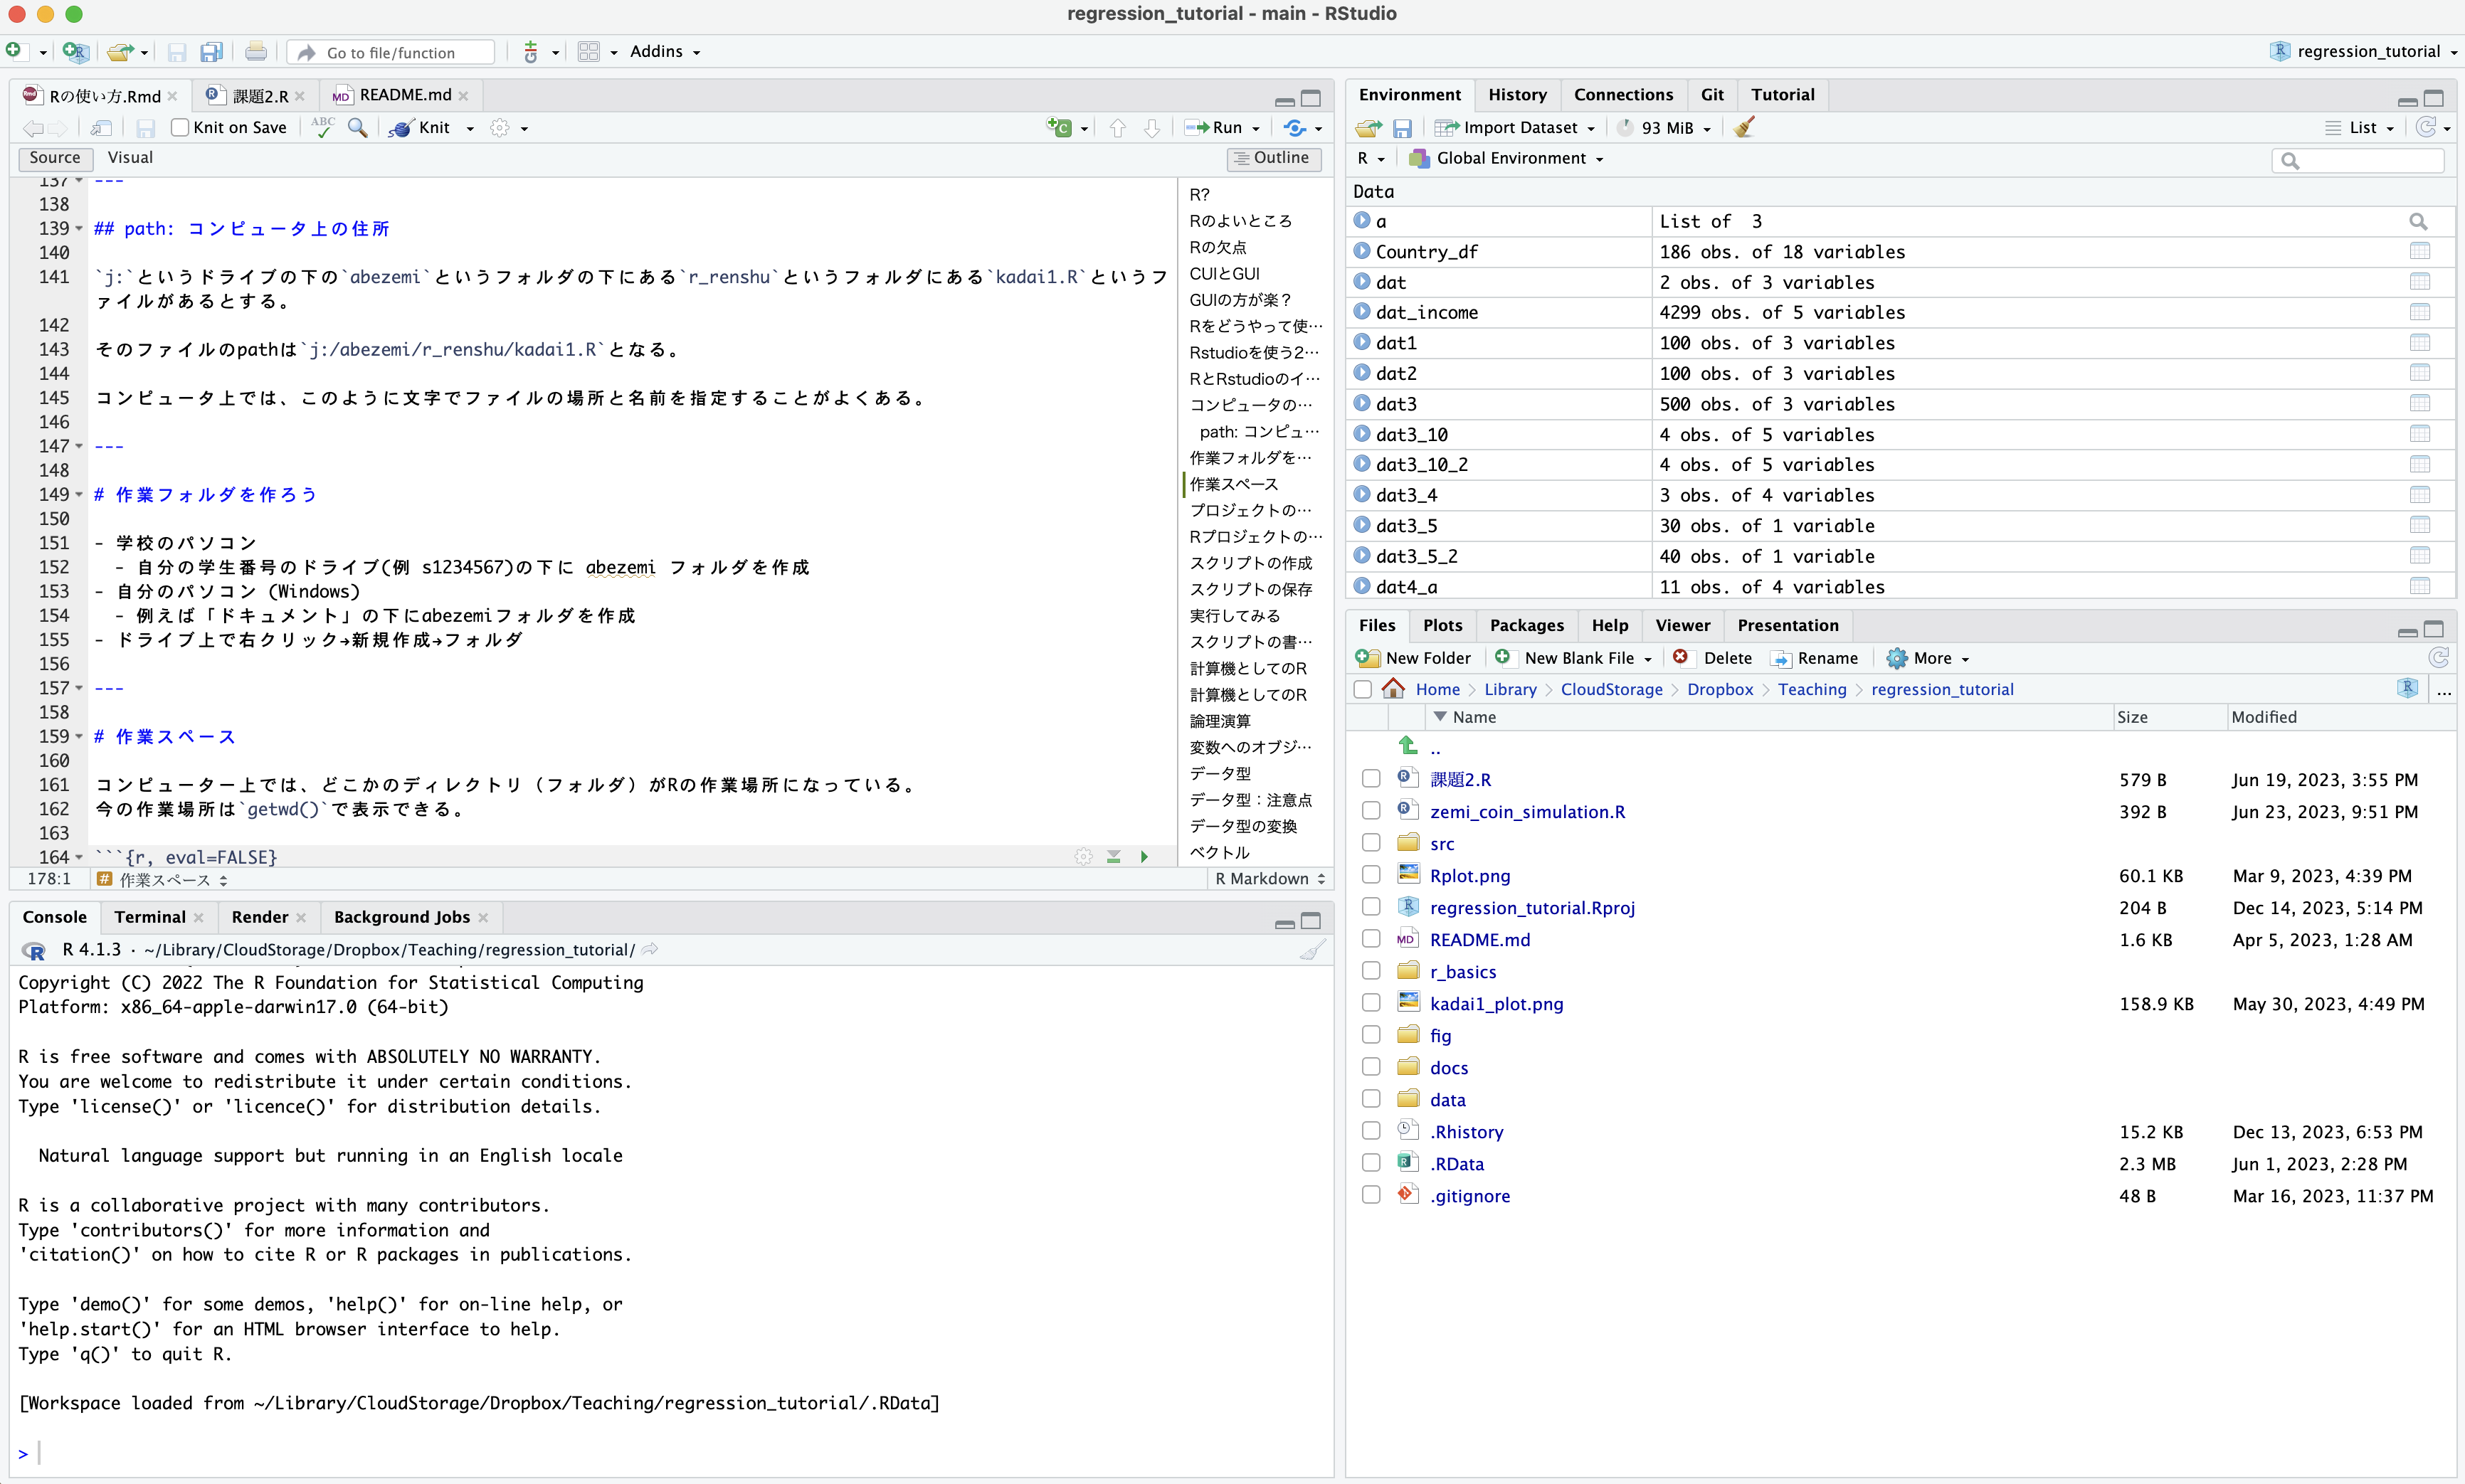 regression_tutorial - main - RStudio
Go to file/function
Addins
regression_tutorial
Rの使い方.Rmd
課題2.R
README.md
Knit on Save
Knit
Run
Source
Visual
Outline
137 ---
138
139 ## path: コンピュータ上の住所
140
141 `j:`というドライブの下の`abezemi`というフォルダの下にある`r_renshu`というフォルダにある`kadai1.R`というフ
ァイルがあるとする。
142
143 そのファイルのpathは`j:/abezemi/r_renshu/kadai1.R`となる。
144
145 コンピュータ上では、このように文字でファイルの場所と名前を指定することがよくある。
146
147 ---
148
149 # 作業フォルダを作ろう
150
151 - 学校のパソコン
152 - 自分の学生番号のドライブ(例 s1234567)の下に abezemi フォルダを作成
153 - 自分のパソコン (Windows)
154 - 例えば「ドキュメント」の下にabezemiフォルダを作成
155 - ドライブ上で右クリック→新規作成→フォルダ
156
157 ---
158
159 # 作業スペース
160
161 コンピューター上では、どこかのディレクトリ（フォルダ）がRの作業場所になっている。
162 今の作業場所は`getwd()`で表示できる。
163
164 ```{r, eval=FALSE}
R?
Rのよいところ
Rの欠点
CUIとGUI
GUIの方が楽？
Rをどうやって使…
Rstudioを使う2…
RとRstudioのイ…
コンピュータの…
path: コンピュ…
作業フォルダを…
作業スペース
プロジェクトの…
Rプロジェクトの…
スクリプトの作成
スクリプトの保存
実行してみる
スクリプトの書…
計算機としてのR
計算機としてのR
論理演算
変数へのオブジ…
データ型
データ型：注意点
データ型の変換
ベクトル
178:1
# 作業スペース
R Markdown
Console
Terminal
Render
Background Jobs
R 4.1.3 · ~/Library/CloudStorage/Dropbox/Teaching/regression_tutorial/
Copyright (C) 2022 The R Foundation for Statistical Computing
Platform: x86_64-apple-darwin17.0 (64-bit)
R is free software and comes with ABSOLUTELY NO WARRANTY.
You are welcome to redistribute it under certain conditions.
Type 'license()' or 'licence()' for distribution details.
Natural language support but running in an English locale
R is a collaborative project with many contributors.
Type 'contributors()' for more information and
'citation()' on how to cite R or R packages in publications.
Type 'demo()' for some demos, 'help()' for on-line help, or
'help.start()' for an HTML browser interface to help.
Type 'q()' to quit R.
[Workspace loaded from ~/Library/CloudStorage/Dropbox/Teaching/regression_tutorial/.RData]
>
Environment
History
Connections
Git
Tutorial
Import Dataset
93 MiB
List
R
Global Environment
Data
a List of 3
Country_df 186 obs. of 18 variables
dat 2 obs. of 3 variables
dat_income 4299 obs. of 5 variables
dat1 100 obs. of 3 variables
dat2 100 obs. of 3 variables
dat3 500 obs. of 3 variables
dat3_10 4 obs. of 5 variables
dat3_10_2 4 obs. of 5 variables
dat3_4 3 obs. of 4 variables
dat3_5 30 obs. of 1 variable
dat3_5_2 40 obs. of 1 variable
dat4_a 11 obs. of 4 variables
Files
Plots
Packages
Help
Viewer
Presentation
New Folder
New Blank File
Delete
Rename
More
Home
Library
CloudStorage
Dropbox
Teaching
regression_tutorial
...
Name Size Modified
..
課題2.R 579 B Jun 19, 2023, 3:55 PM
zemi_coin_simulation.R 392 B Jun 23, 2023, 9:51 PM
src
Rplot.png 60.1 KB Mar 9, 2023, 4:39 PM
regression_tutorial.Rproj 204 B Dec 14, 2023, 5:14 PM
README.md 1.6 KB Apr 5, 2023, 1:28 AM
r_basics
kadai1_plot.png 158.9 KB May 30, 2023, 4:49 PM
fig
docs
data
.Rhistory 15.2 KB Dec 13, 2023, 6:53 PM
.RData 2.3 MB Jun 1, 2023, 2:28 PM
.gitignore 48 B Mar 16, 2023, 11:37 PM